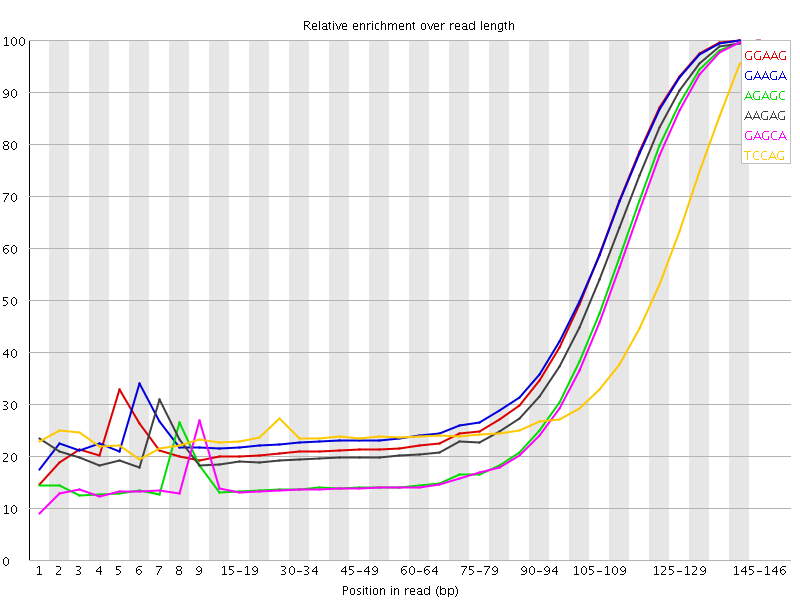 Relative enrichment over read length
100
90
80
70
60
50
40
30
20
10
0
GGAAG
GAAGA
AGAGC
AAGAG
GAGCA
TCCAG
1 2 3 4 5 6 7 8 9 15-19 30-34 45-49 60-64 75-79 90-94 105-109 125-129 145-146
Position in read (bp)